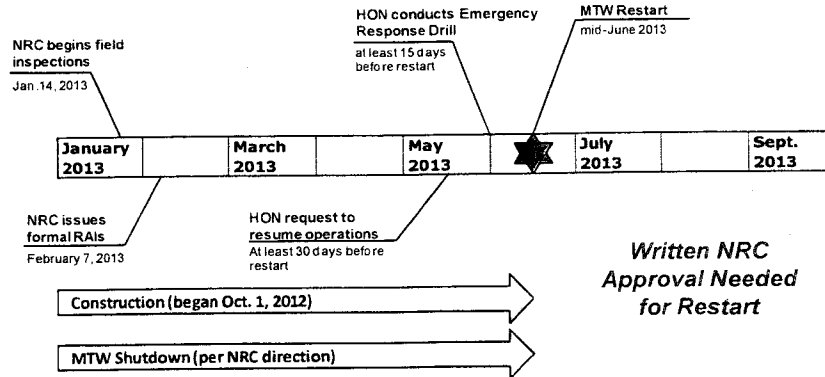 HON conducts Emergency
Response Drill
at least 15 days
before restart
MTW Restart
mid-June 2013
NRC begins field
inspections
Jan.14, 2013
January
2013
March
2013
May
2013
July
2013
Sept.
2013
NRC issues
formal RAIs
February 7, 2013
HON request to
resume operations
At least 30 days before
restart
Written NRC
Approval Needed
for Restart
Construction (began Oct. 1, 2012)
MTW Shutdown (per NRC direction)